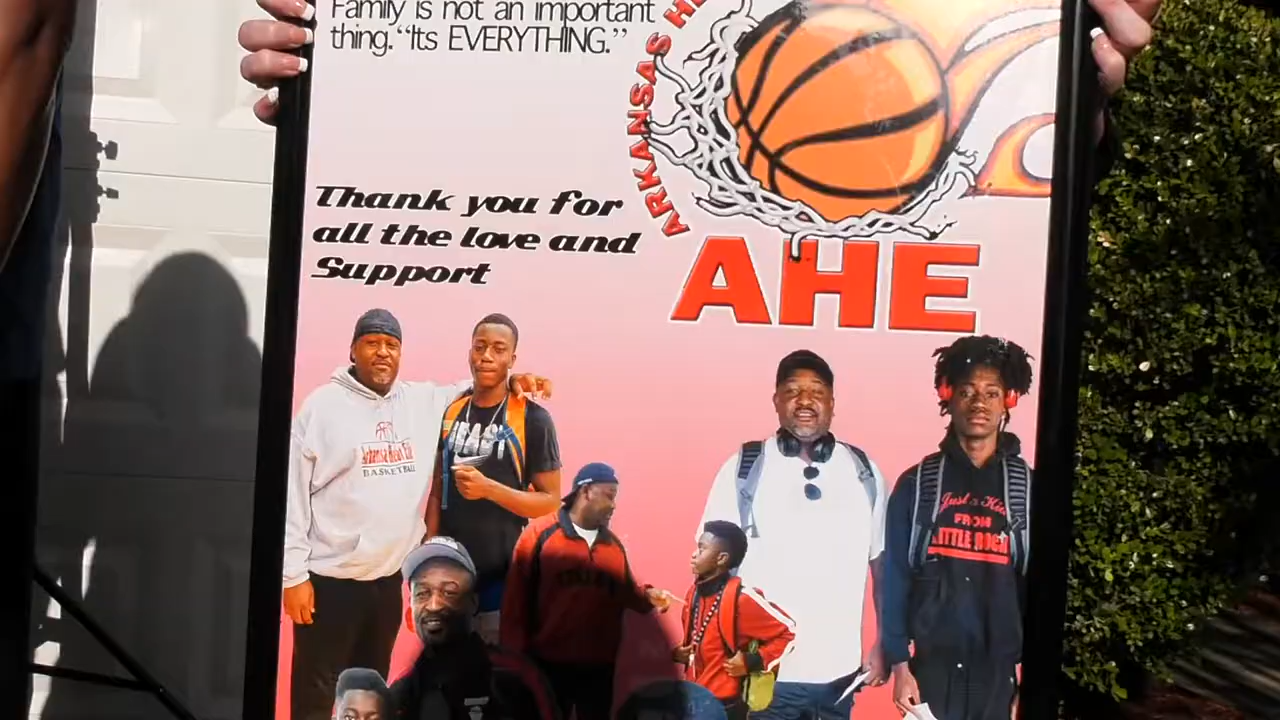 Family is not an important
thing. "Its EVERYTHING."
ARKANSAS
Thank you for
all the love and
Support
AHE
BASKETBALL
Just a Kid
FROM
LITTLE ROCK